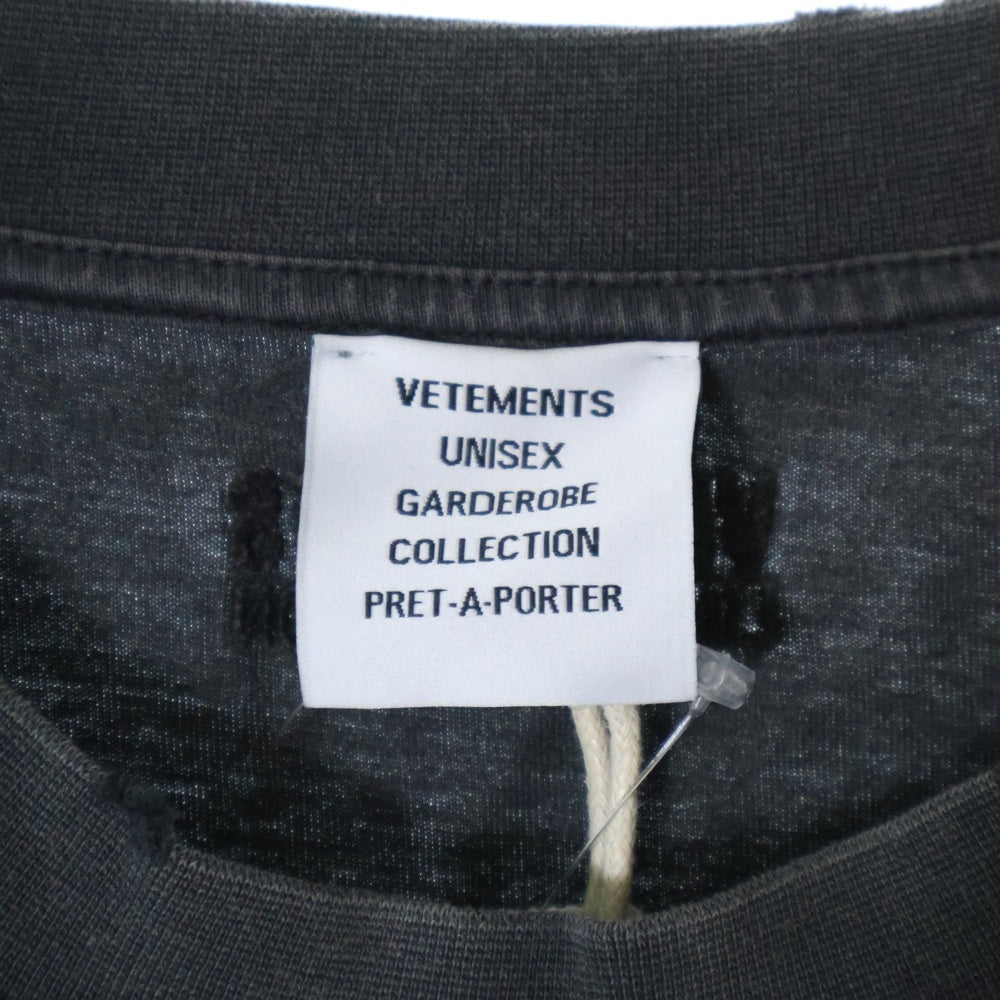 VETEMENTS
UNISEX
GARDEROBE
COLLECTION
PRET-A-PORTER